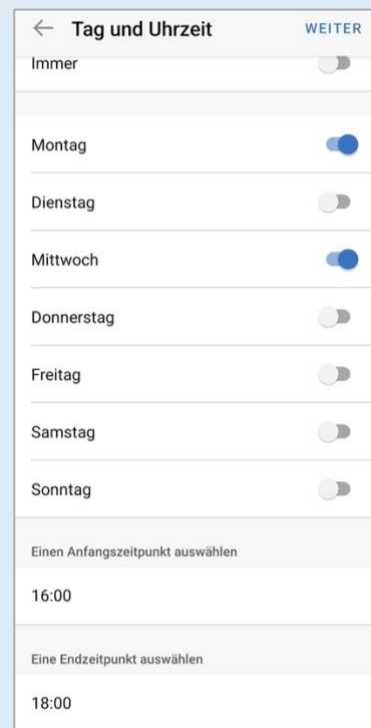 Tag und Uhrzeit WEITER
Immer
Montag
Dienstag
Mittwoch
Donnerstag
Freitag
Samstag
Sonntag
Einen Anfangszeitpunkt auswählen
16:00
Eine Endzeitpunkt auswählen
18:00